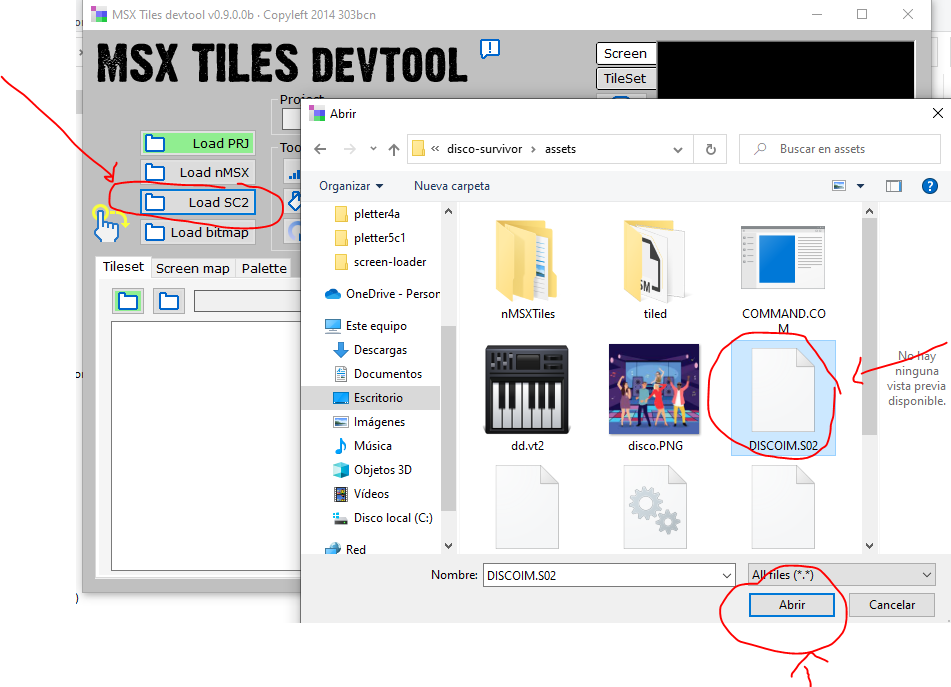 MSX Tiles devtool v0.9.0.0b · Copyleft 2014 303bcn
MSX TILES DEVTOOL
Screen
TileSet
Project
Load PRJ
Load nMSX
Load SC2
Load bitmap
Tileset
Screen map
Palette
Abrir
« disco-survivor › assets
Buscar en assets
Organizar
Nueva carpeta
pletter4a
pletter5c1
screen-loader
OneDrive - Person
Este equipo
Descargas
Documentos
Escritorio
Imágenes
Música
Objetos 3D
Vídeos
Disco local (C:)
Red
nMSXTiles
tiled
COMMAND.CO
M
dd.vt2
disco.PNG
DISCOIM.S02
No hay
ninguna
vista previa
disponible.
Nombre:
DISCOIM.S02
All files (*.*)
Abrir
Cancelar